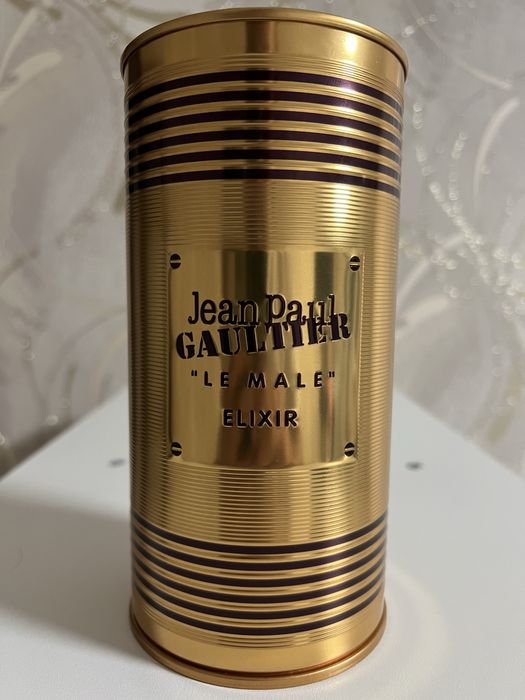 Jean Paul
GAULTIER
"LE MALE"
ELIXIR